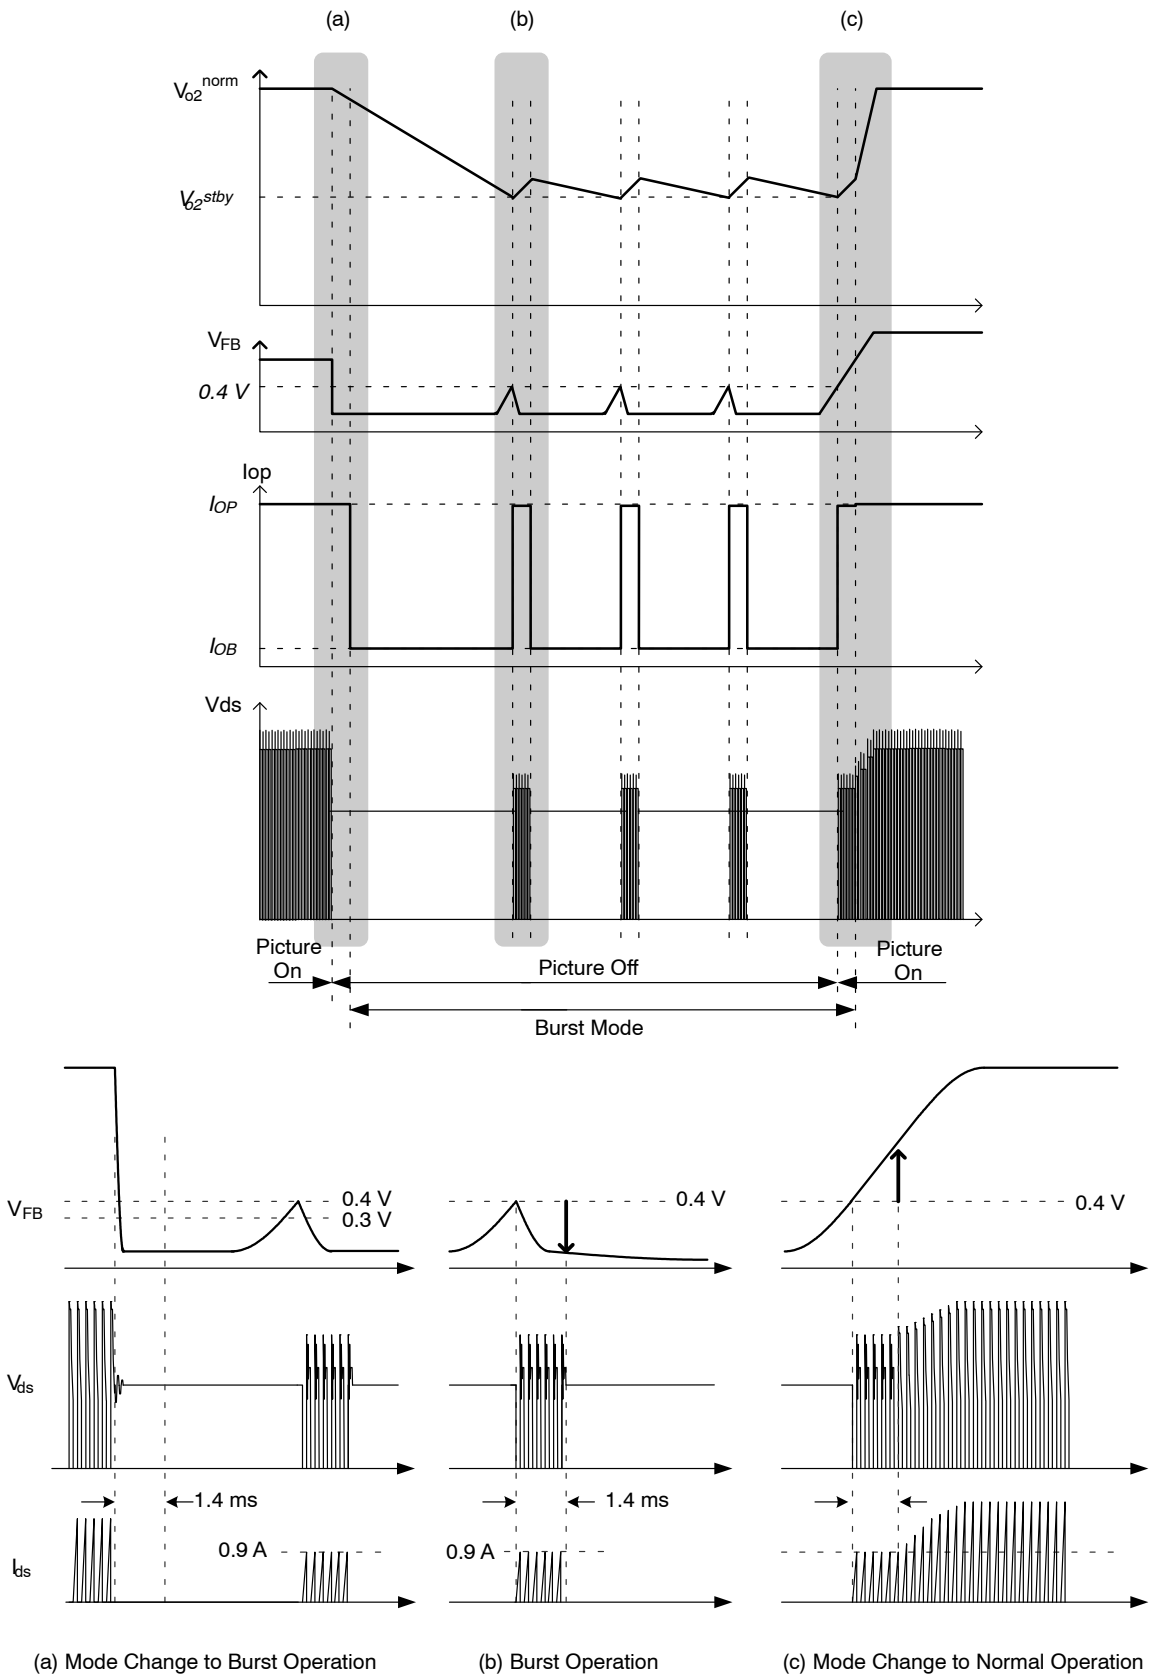 (a) (b) (c)
Vo2norm
Vo2stby
VFB
0.4 V
Iop
IOP
IOB
Vds
Picture On
Picture Off
Picture On
Burst Mode
VFB
0.4 V
0.3 V
0.4 V
0.4 V
Vds
1.4 ms
1.4 ms
Ids
0.9 A
0.9 A
(a) Mode Change to Burst Operation
(b) Burst Operation
(c) Mode Change to Normal Operation